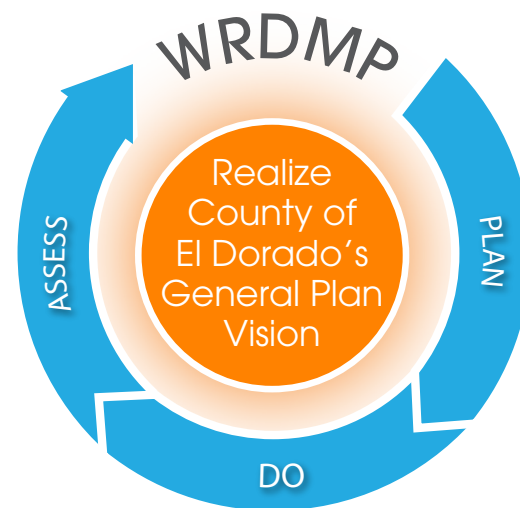 WRDMP
Realize
County of
El Dorado's
General Plan
Vision
PLAN
DO
ASSESS